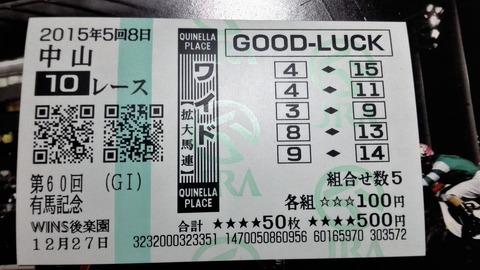 2015年5回8日
中山
10レース
第60回 (GI)
有馬記念
WINS後楽園
12月27日
QUINELLA
PLACE
ワイド
【拡大馬連】
QUINELLA
PLACE
GOOD-LUCK
4 ◆ 15
4 ◆ 11
3 ◆ 9
8 ◆ 13
9 ◆ 14
組合せ数5
各組 ☆☆☆100円
合計 ★★★★50枚 ★★★★500円
3232000323351 1470050860956 60165970 303572
JRA